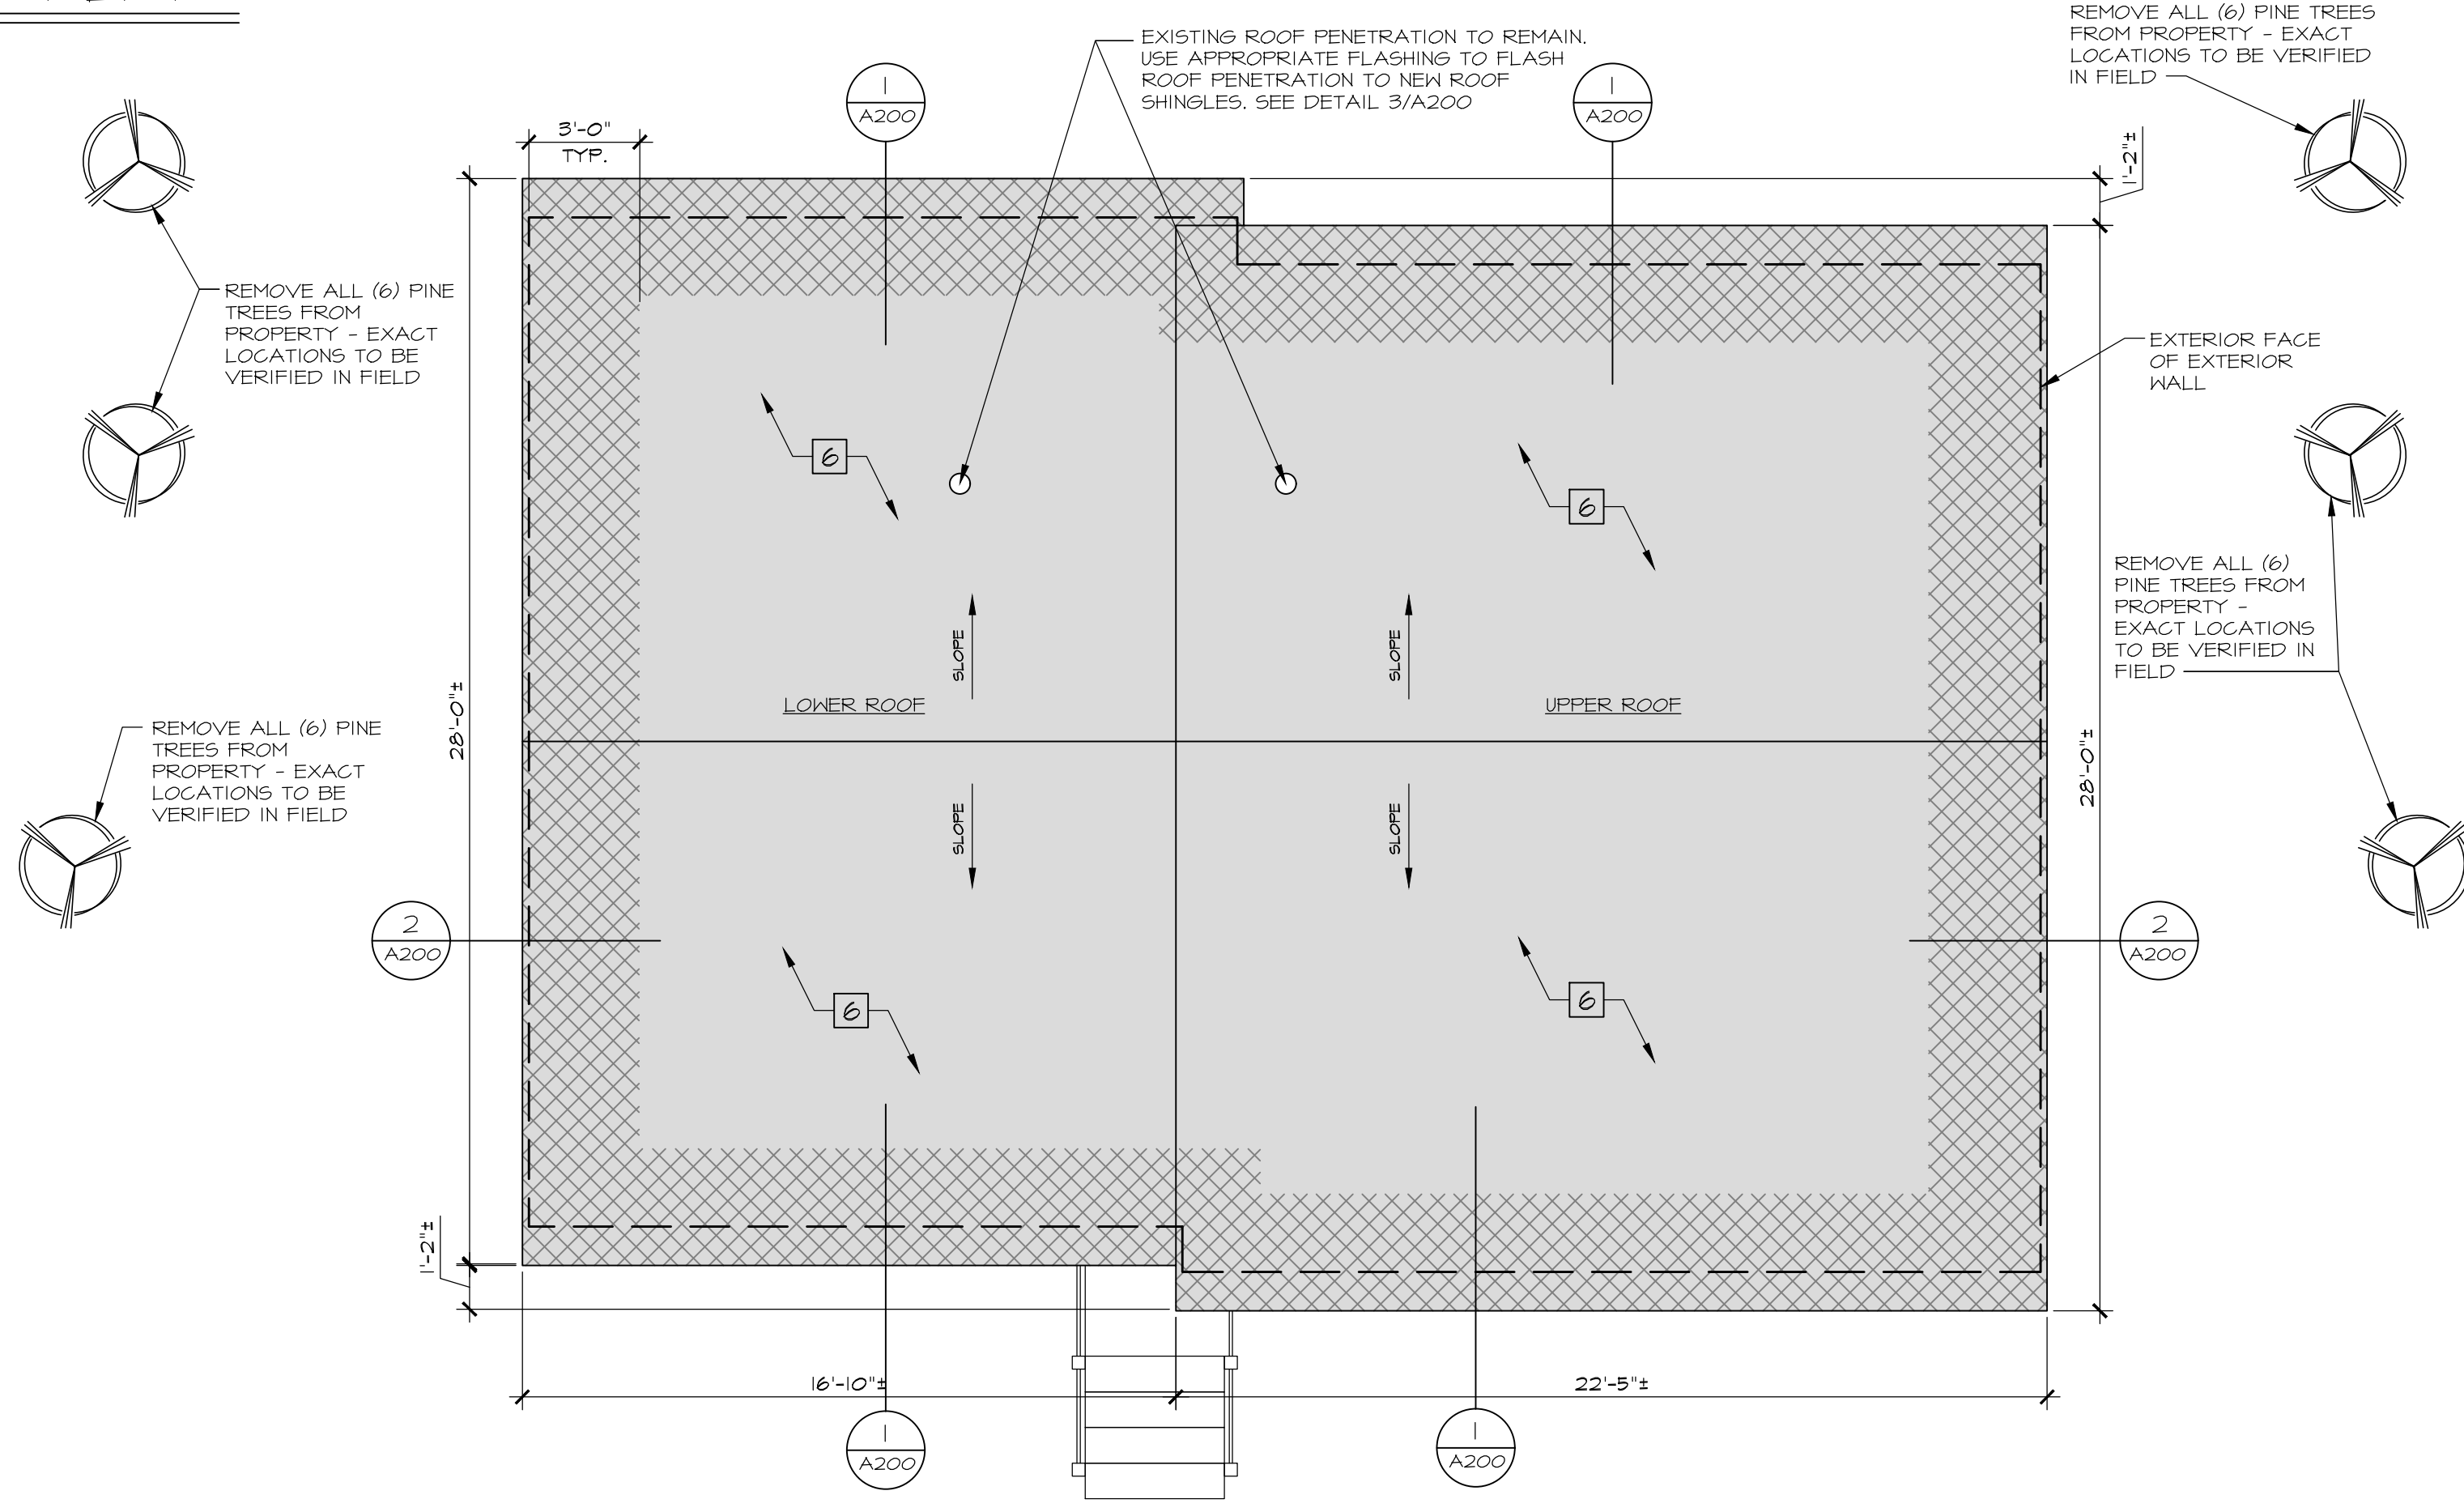 EXISTING ROOF PENETRATION TO REMAIN.
USE APPROPRIATE FLASHING TO FLASH
ROOF PENETRATION TO NEW ROOF
SHINGLES. SEE DETAIL 3/A200
REMOVE ALL (6) PINE TREES
FROM PROPERTY - EXACT
LOCATIONS TO BE VERIFIED
IN FIELD
1
A200
1
A200
3'-0"
TYP.
1'-2"±
REMOVE ALL (6) PINE
TREES FROM
PROPERTY - EXACT
LOCATIONS TO BE
VERIFIED IN FIELD
EXTERIOR FACE
OF EXTERIOR
WALL
6
6
REMOVE ALL (6)
PINE TREES FROM
PROPERTY -
EXACT LOCATIONS
TO BE VERIFIED IN
FIELD
SLOPE
SLOPE
LOWER ROOF
UPPER ROOF
28'-0"±
28'-0"±
REMOVE ALL (6) PINE
TREES FROM
PROPERTY - EXACT
LOCATIONS TO BE
VERIFIED IN FIELD
SLOPE
SLOPE
2
A200
2
A200
6
6
1'-2"±
16'-10"±
22'-5"±
1
A200
1
A200